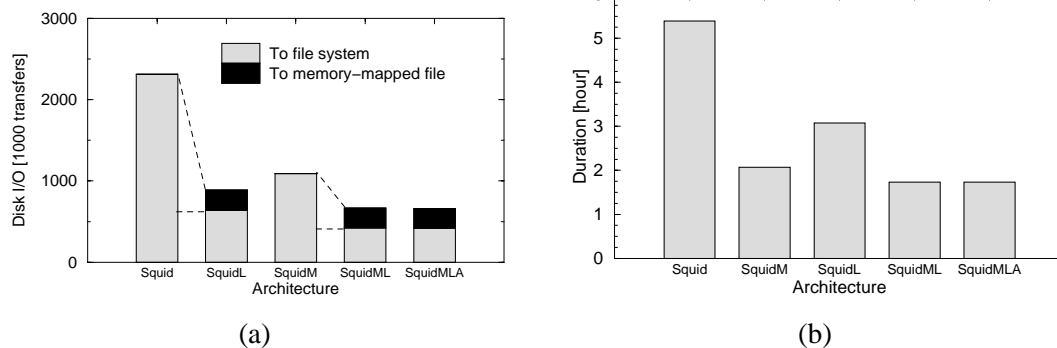 3000
2000
1000
0
Disk I/O [1000 transfers]
To file system
To memory−mapped file
Squid SquidL SquidM SquidML SquidMLA
Architecture
(a)
5
4
3
2
1
0
Duration [hour]
Squid SquidM SquidL SquidML SquidMLA
Architecture
(b)